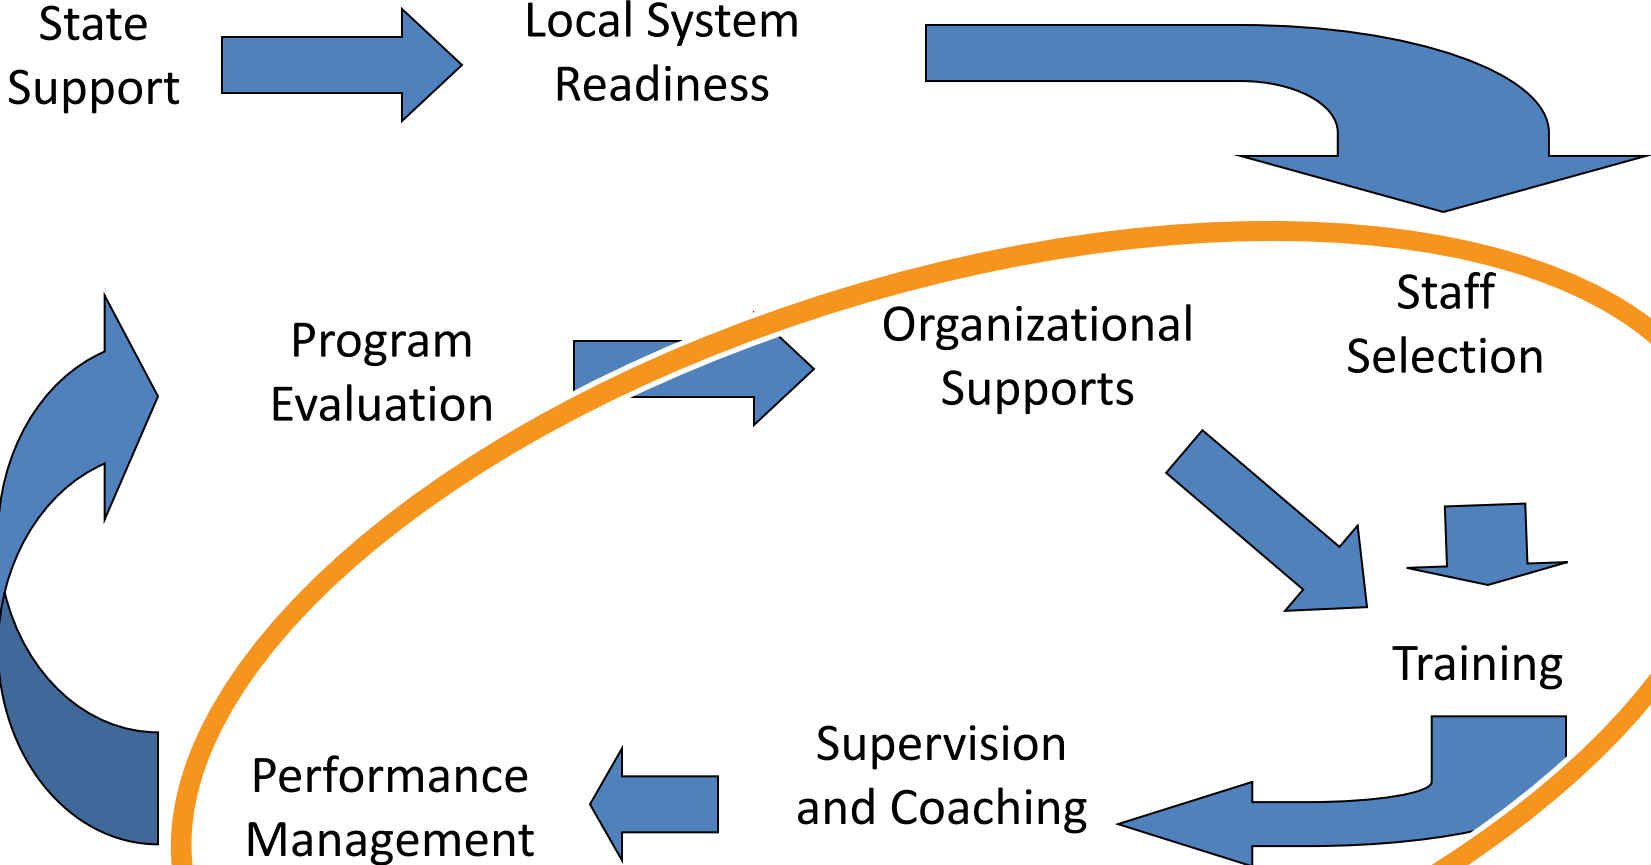 State
Support
Local System
Readiness
Staff
Selection
Organizational
Supports
Program
Evaluation
Training
Supervision
and Coaching
Performance
Management